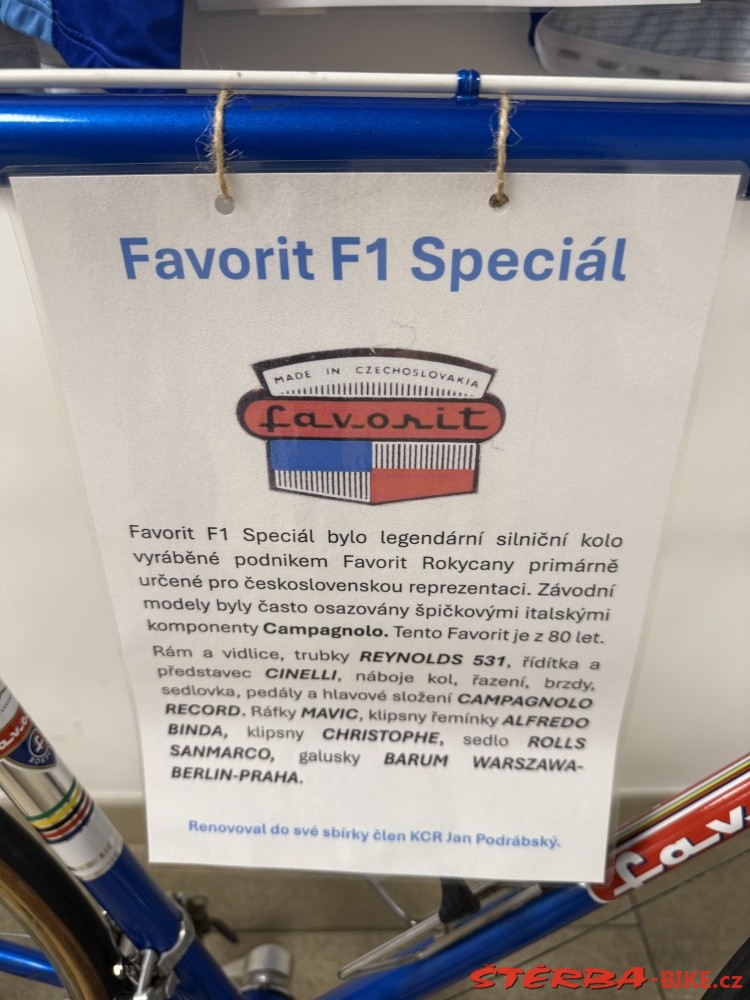 Favorit F1 Speciál
MADE IN CZECHOSLOVAKIA
favorit
Favorit F1 Speciál bylo legendární silniční kolo
vyráběné podnikem Favorit Rokycany primárně
určené pro československou reprezentaci. Závodní
modely byly často osazovány špičkovými italskými
komponenty Campagnolo. Tento Favorit je z 80 let.
Rám a vidlice, trubky REYNOLDS 531, řídítka a
představec CINELLI, náboje kol, řazení, brzdy,
sedlovka, pedály a hlavové složení CAMPAGNOLO
RECORD. Ráfky MAVIC, klipsny řemínky ALFREDO
BINDA, klipsny CHRISTOPHE, sedlo ROLLS
SANMARCO, galusky BARUM WARSZAWA-
BERLIN-PRAHA.
Renovoval do své sbírky člen KCR Jan Podrábský.
fav
ŠTĚRBA-BIKE.cz